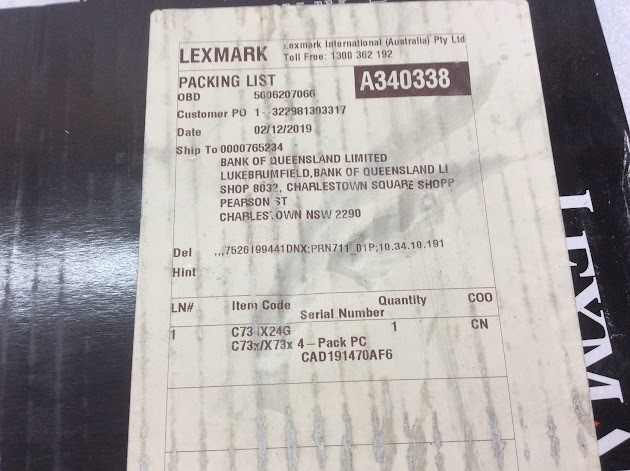 LEXMARK
Lexmark International (Australia) Pty Ltd
Toll Free: 1300 362 192
PACKING LIST
A340338
OBD 5006207066
Customer PO 1--322981303317
Date 02/12/2019
Ship To 0000765234
BANK OF QUEENSLAND LIMITED
LUKEBRUMFIELD,BANK OF QUEENSLAND LI
SHOP 8032, CHARLESTOWN SQUARE SHOPP
PEARSON ST
CHARLESTOWN NSW 2290
Del ,,,7526199441DNX;PRN711_01P;10.34.10.191
Hint
LN# Item Code Quantity COO
Serial Number
1 C734X24G 1 CN
C73x/X73x 4-Pack PC
CAD191470AF6
LEXMA